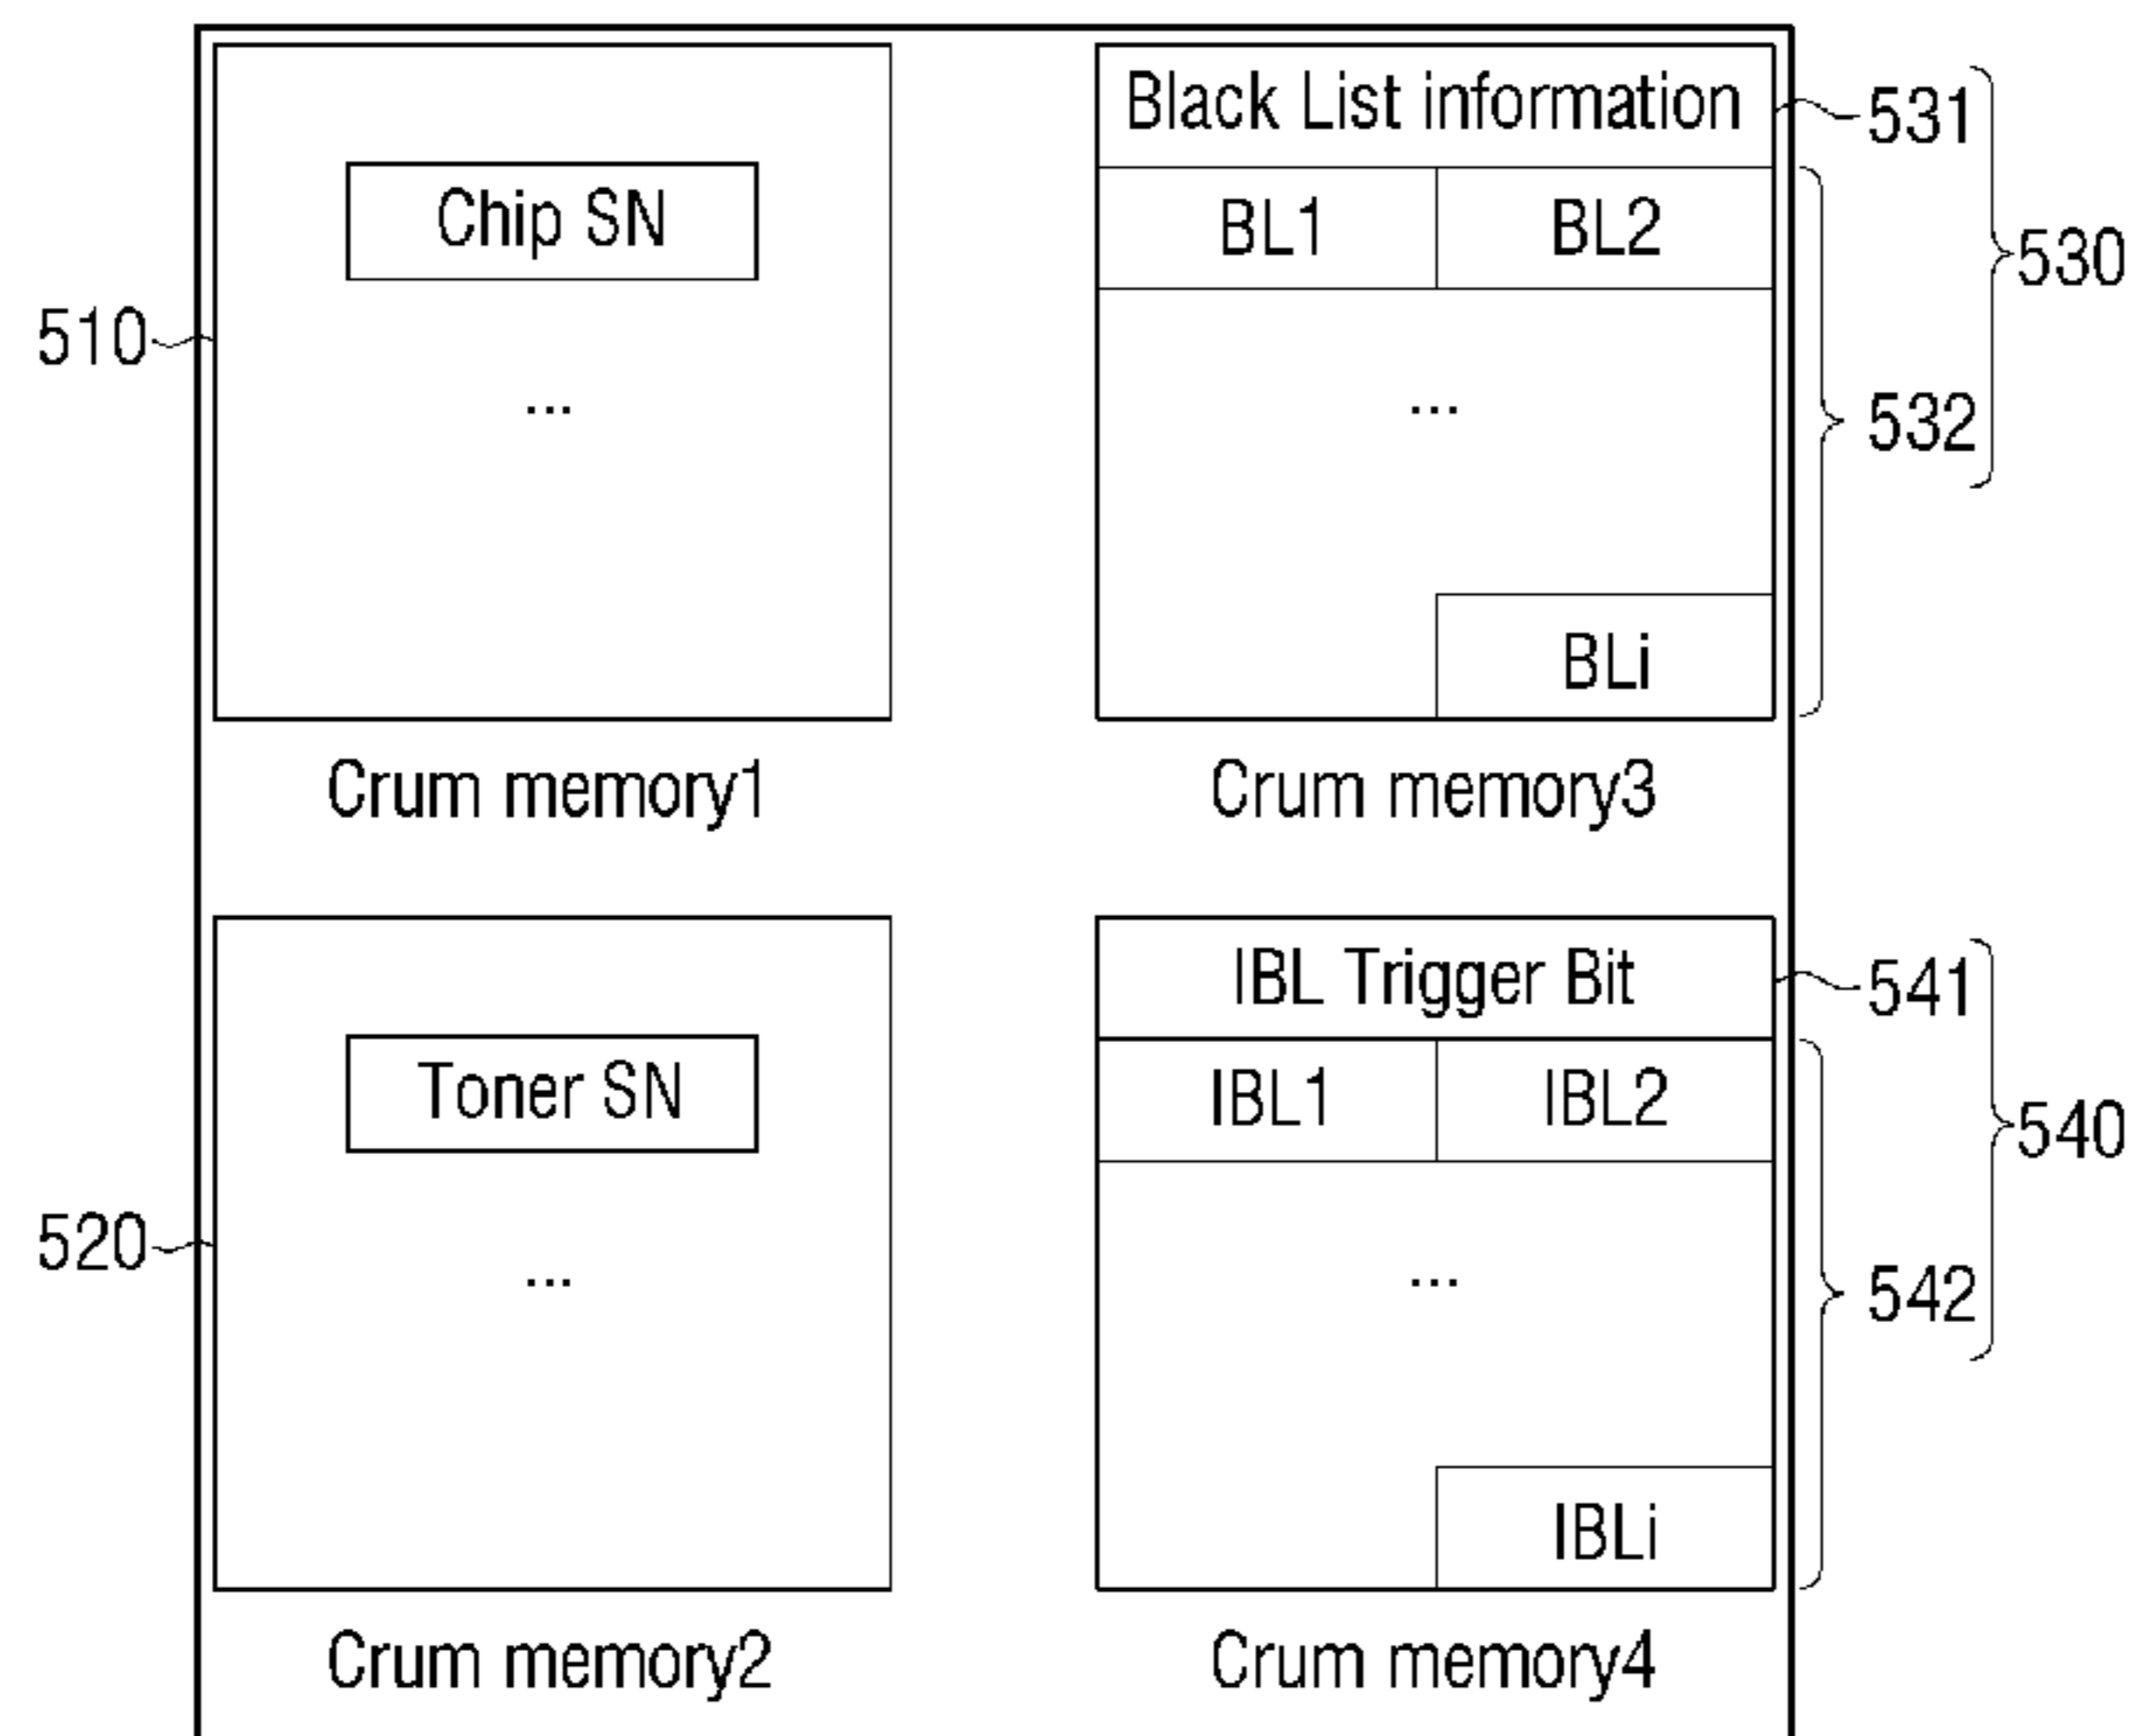 Black List information
531
Chip SN
BL1
BL2
530
510
...
...
532
BLi
Crum memory1
Crum memory3
IBL Trigger Bit
541
Toner SN
IBL1
IBL2
540
520
...
...
542
IBLi
Crum memory2
Crum memory4